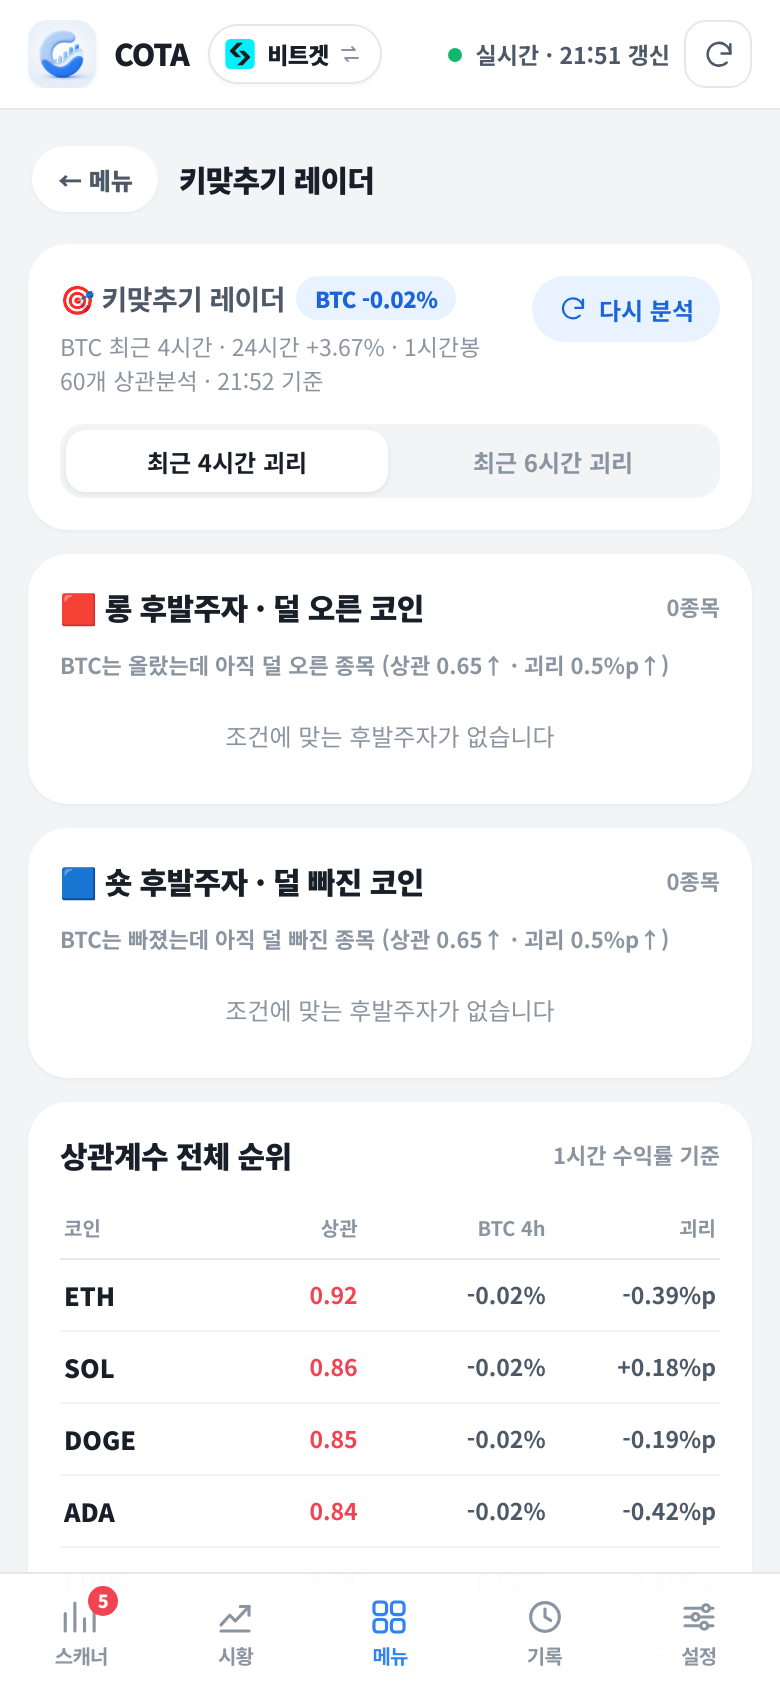 COTA
비트겟
실시간 · 21:51 갱신
← 메뉴
키맞추기 레이더
키맞추기 레이더
BTC -0.02%
다시 분석
BTC 최근 4시간 · 24시간 +3.67% · 1시간봉
60개 상관분석 · 21:52 기준
최근 4시간 괴리
최근 6시간 괴리
롱 후발주자 · 덜 오른 코인
0종목
BTC는 올랐는데 아직 덜 오른 종목 (상관 0.65↑ · 괴리 0.5%p↑)
조건에 맞는 후발주자가 없습니다
숏 후발주자 · 덜 빠진 코인
0종목
BTC는 빠졌는데 아직 덜 빠진 종목 (상관 0.65↑ · 괴리 0.5%p↑)
조건에 맞는 후발주자가 없습니다
상관계수 전체 순위
1시간 수익률 기준
코인 상관 BTC 4h 괴리
ETH 0.92 -0.02% -0.39%p
SOL 0.86 -0.02% +0.18%p
DOGE 0.85 -0.02% -0.19%p
ADA 0.84 -0.02% -0.42%p
5
스캐너 시황 메뉴 기록 설정